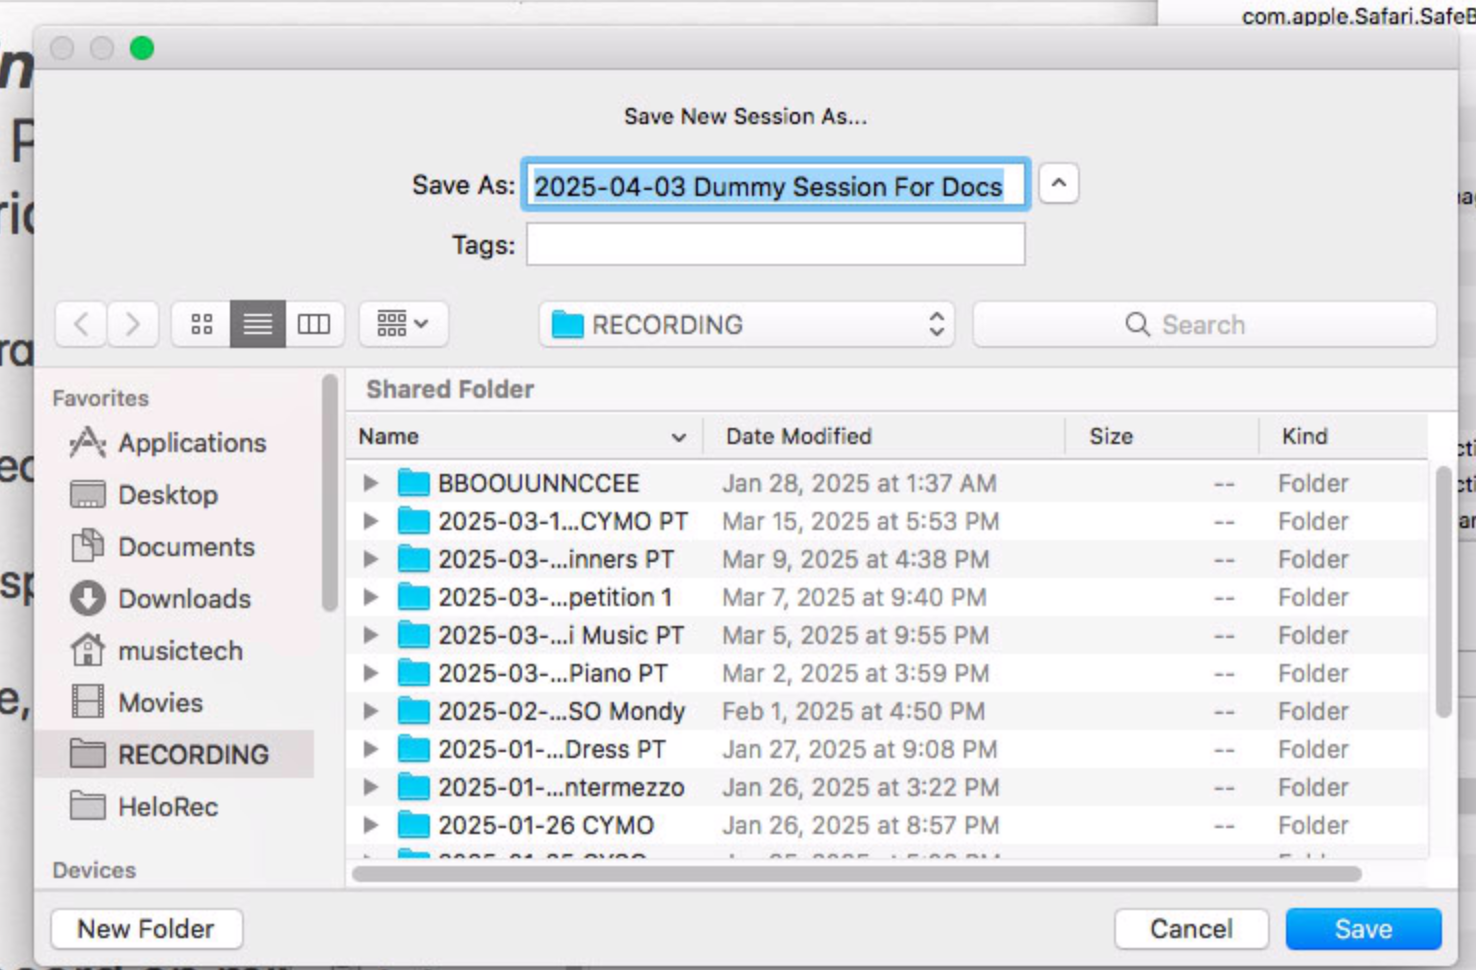 com.apple.Safari.SafeB
Save New Session As...
Save As: 2025-04-03 Dummy Session For Docs
Tags:
RECORDING
Search
Favorites
Applications
Desktop
Documents
Downloads
musictech
Movies
RECORDING
HeloRec
Devices
Shared Folder
Name Date Modified Size Kind
BBOOUUNNCCEE Jan 28, 2025 at 1:37 AM -- Folder
2025-03-1...CYMO PT Mar 15, 2025 at 5:53 PM -- Folder
2025-03-...inners PT Mar 9, 2025 at 4:38 PM -- Folder
2025-03-...petition 1 Mar 7, 2025 at 9:40 PM -- Folder
2025-03-...i Music PT Mar 5, 2025 at 9:55 PM -- Folder
2025-03-...Piano PT Mar 2, 2025 at 3:59 PM -- Folder
2025-02-...SO Mondy Feb 1, 2025 at 4:50 PM -- Folder
2025-01-...Dress PT Jan 27, 2025 at 9:08 PM -- Folder
2025-01-...ntermezzo Jan 26, 2025 at 3:22 PM -- Folder
2025-01-26 CYMO Jan 26, 2025 at 8:57 PM -- Folder
New Folder
Cancel
Save